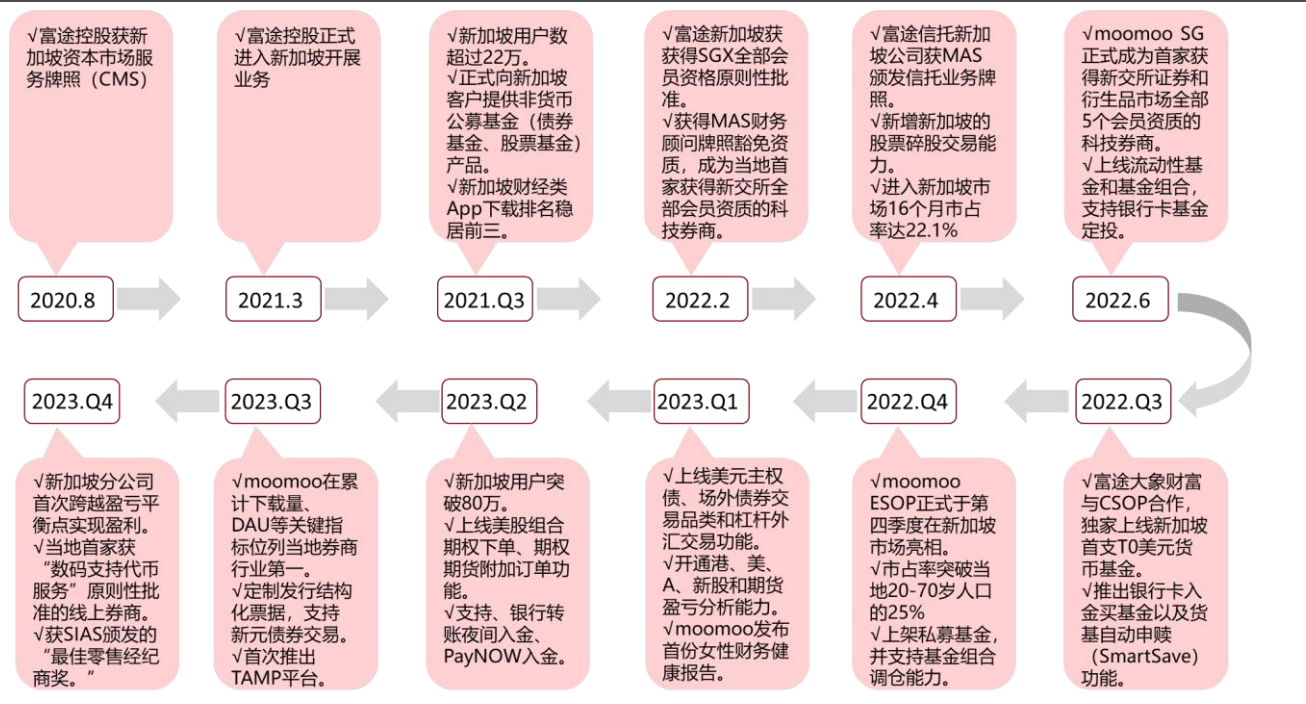 √富途控股获新
加坡资本市场服
务牌照（CMS）
2020.8
√富途控股正式
进入新加坡开展
业务
2021.3
√新加坡用户数
超过22万。
√正式向新加坡
客户提供非货币
公募基金（债券
基金、股票基金）
产品。
√新加坡财经类
App下载排名稳
居前三。
2021.Q3
√富途新加坡获
获得SGX全部会
员资格原则性批
准。
√获得MAS财务
顾问牌照豁免资
质，成为当地首
家获得新交所全
部会员资质的科
技券商。
2022.2
√富途信托新加
坡公司获MAS
颁发信托业务牌
照。
√新增新加坡的
股票碎股交易能
力。
√进入新加坡市
场16个月市占
率达22.1%
2022.4
√moomoo SG
正式成为首家获
得新交所证券和
衍生品市场全部
5个会员资质的
科技券商。
√上线流动性基
金和基金组合，
支持银行卡基金
定投。
2022.6
2022.Q3
√富途大象财富
与CSOP合作，
独家上线新加坡
首支T0美元货
币基金。
√推出银行卡入
金买基金以及货
基自动申赎
（SmartSave）
功能。
2022.Q4
√moomoo
ESOP正式于第
四季度在新加坡
市场亮相。
√市占率突破当
地20-70岁人口
的25%
√上架私募基金，
并支持基金组合
调仓能力。
2023.Q1
√上线美元主权
债、场外债券交
易品类和杠杆外
汇交易功能。
√开通港、美、
A、新股和期货
盈亏分析能力。
√moomoo发布
首份女性财务健
康报告。
2023.Q2
√新加坡用户突
破80万。
√上线美股组合
期权下单、期权
期货附加订单功
能。
√支持、银行转
账夜间入金、
PayNOW入金。
2023.Q3
√moomoo在累
计下载量、
DAU等关键指
标位列当地券商
行业第一。
√定制发行结构
化票据，支持
新元债券交易。
√首次推出
TAMP平台。
2023.Q4
√新加坡分公司
首次跨越盈亏平
衡点实现盈利。
√当地首家获
“数码支持代币
服务”原则性批
准的线上券商。
√获SIAS颁发的
“最佳零售经纪
商奖。”